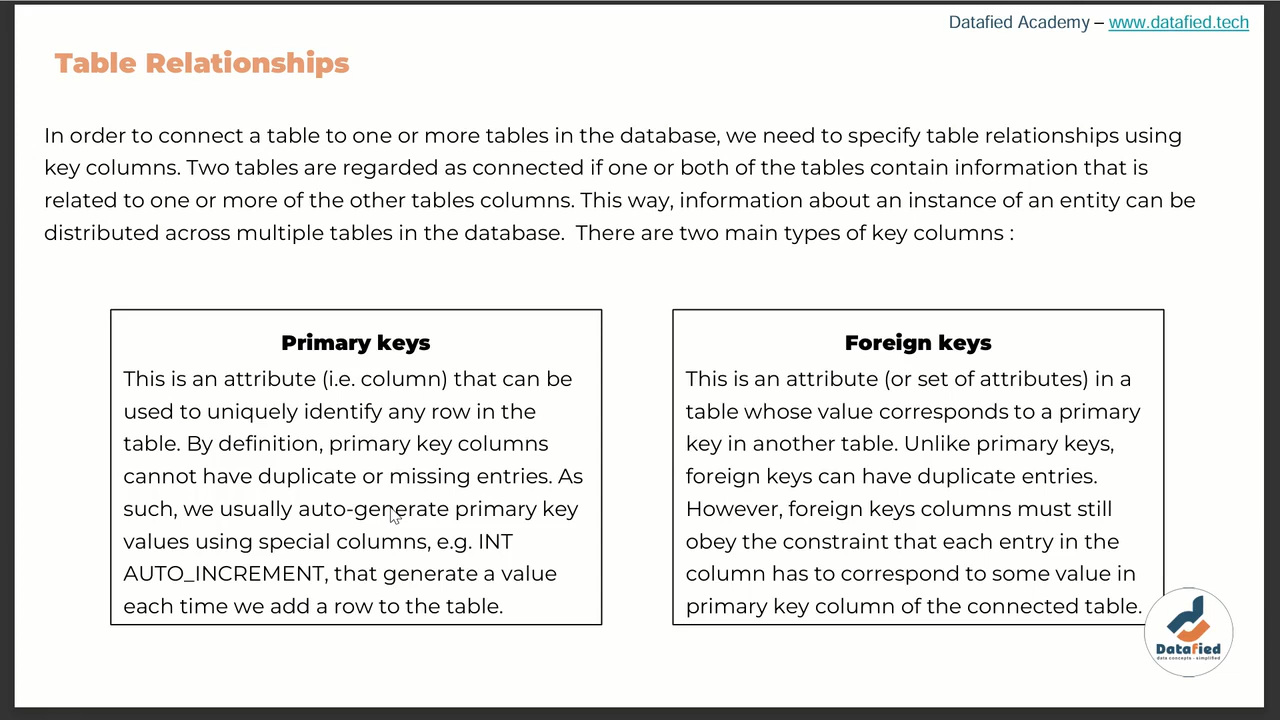 Datafied Academy – www.datafied.tech
Table Relationships
In order to connect a table to one or more tables in the database, we need to specify table relationships using
key columns. Two tables are regarded as connected if one or both of the tables contain information that is
related to one or more of the other tables columns. This way, information about an instance of an entity can be
distributed across multiple tables in the database.  There are two main types of key columns :
Primary keys
This is an attribute (i.e. column) that can be
used to uniquely identify any row in the
table. By definition, primary key columns
cannot have duplicate or missing entries. As
such, we usually auto-generate primary key
values using special columns, e.g. INT
AUTO_INCREMENT, that generate a value
each time we add a row to the table.
Foreign keys
This is an attribute (or set of attributes) in a
table whose value corresponds to a primary
key in another table. Unlike primary keys,
foreign keys can have duplicate entries.
However, foreign keys columns must still
obey the constraint that each entry in the
column has to correspond to some value in
primary key column of the connected table.
Datafied
data concepts - simplified